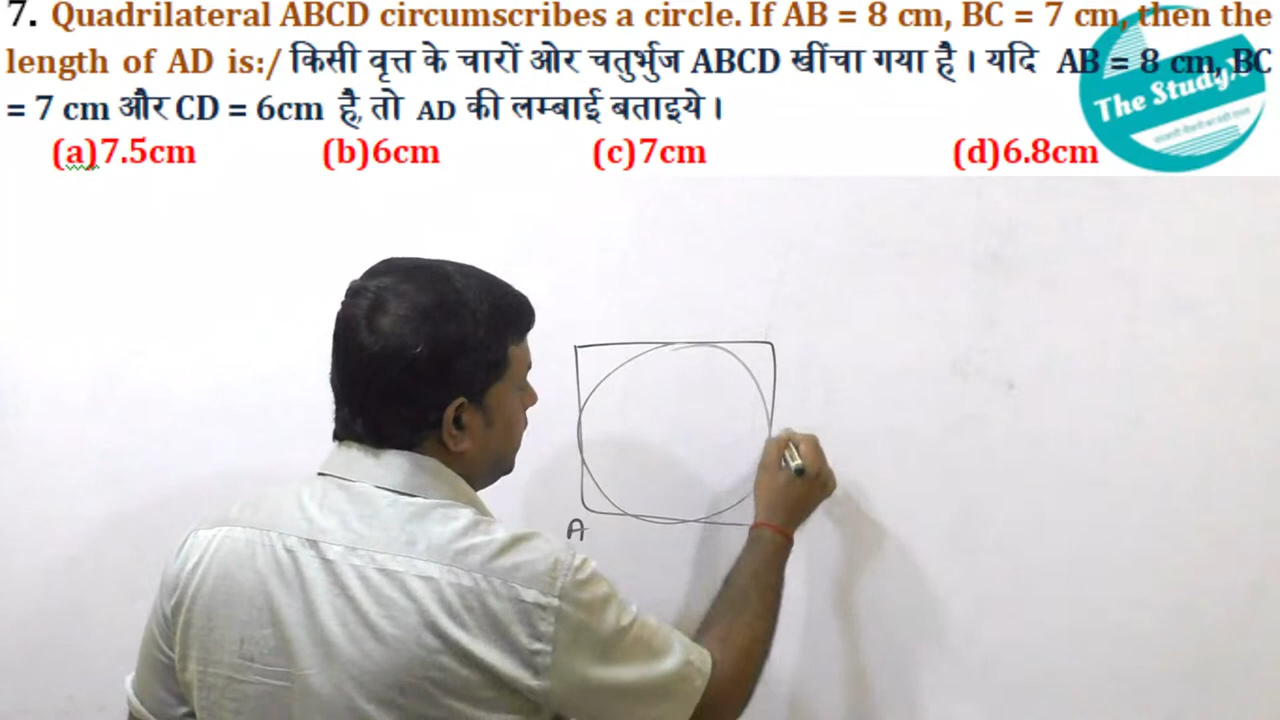 7. Quadrilateral ABCD circumscribes a circle. If AB = 8 cm, BC = 7 cm, then the
length of AD is:/ किसी वृत्त के चारों ओर चतुर्भुज ABCD खींचा गया है। यदि AB = 8 cm, BC
= 7 cm और CD = 6cm है, तो AD की लम्बाई बताइये।
(a)7.5cm (b)6cm (c)7cm (d)6.8cm
The Study
A